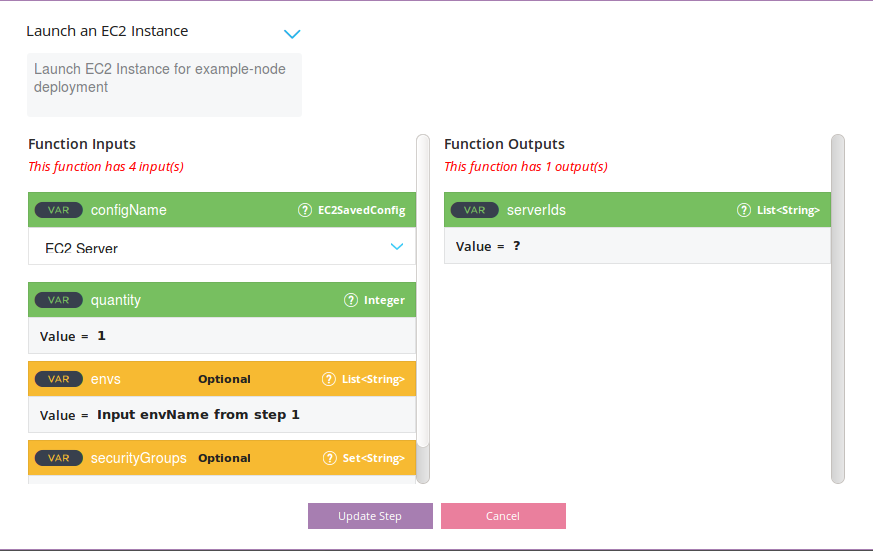 Launch an EC2 Instance
Launch EC2 Instance for example-node
deployment
Function Inputs
This function has 4 input(s)
VAR configName ? EC2SavedConfig
EC2 Server
VAR quantity ? Integer
Value = 1
VAR envs Optional ? List<String>
Value = Input envName from step 1
VAR securityGroups Optional ? Set<String>
Function Outputs
This function has 1 output(s)
VAR serverIds ? List<String>
Value = ?
Update Step
Cancel